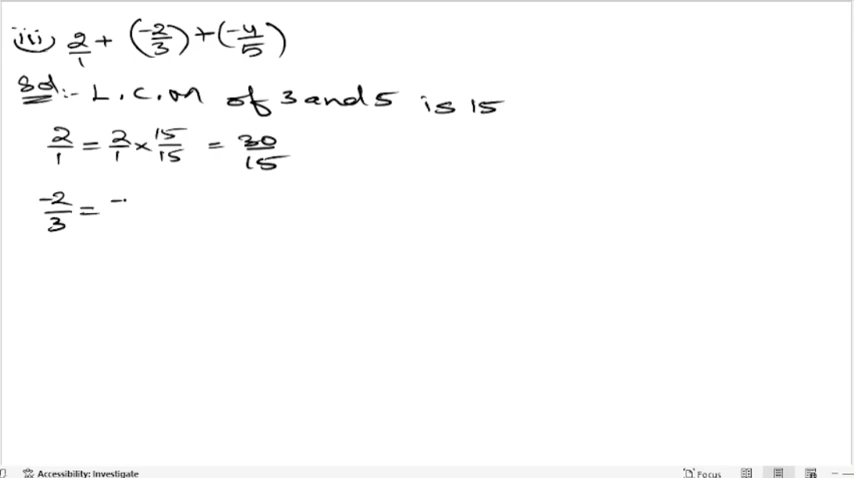 iii) 2/1 + (-2/3) + (-4/5)
Sol:- L.C.M of 3 and 5 is 15
2/1 = 2/1 × 15/15 = 30/15
-2/3 = -
Accessibility: Investigate
Focus